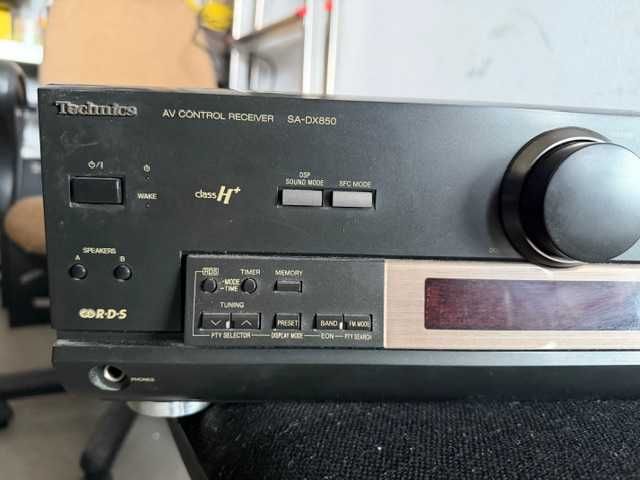 Technics AV CONTROL RECEIVER SA-DX850
DSP
SOUND MODE
SFC MODE
WAKE
class H+
SPEAKERS
A B
RDS TIMER MEMORY
-MODE
-TIME
TUNING
PRESET BAND FM MODE
PTY SELECTOR DISPLAY MODE EON PTY SEARCH
R·D·S
PHONES